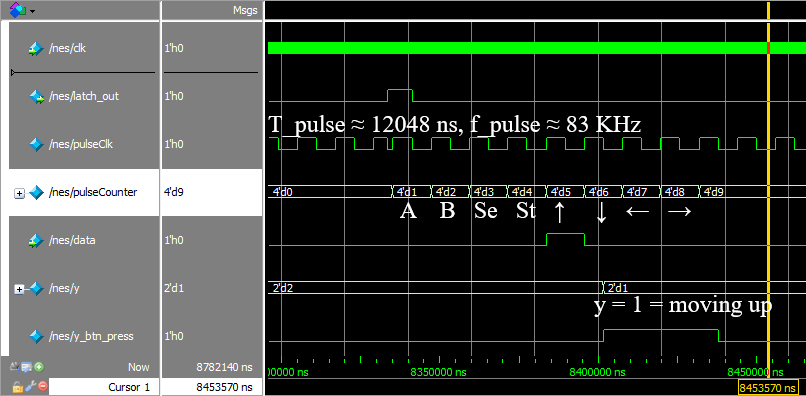 Msgs
/nes/clk 1'h0
/nes/latch_out 1'h0
T_pulse ≈ 12048 ns, f_pulse ≈ 83 KHz
/nes/pulseClk 1'h0
/nes/pulseCounter 4'd9 4'd0 4'd1 4'd2 4'd3 4'd4 4'd5 4'd6 4'd7 4'd8 4'd9
A B Se St ↑ ↓ ← →
/nes/data 1'h0
/nes/y 2'd1 2'd2 2'd1
y = 1 = moving up
/nes/y_btn_press 1'h0
Now 8782140 ns 00000 ns 8350000 ns 8400000 ns 8450000 ns
Cursor 1 8453570 ns 8453570 ns